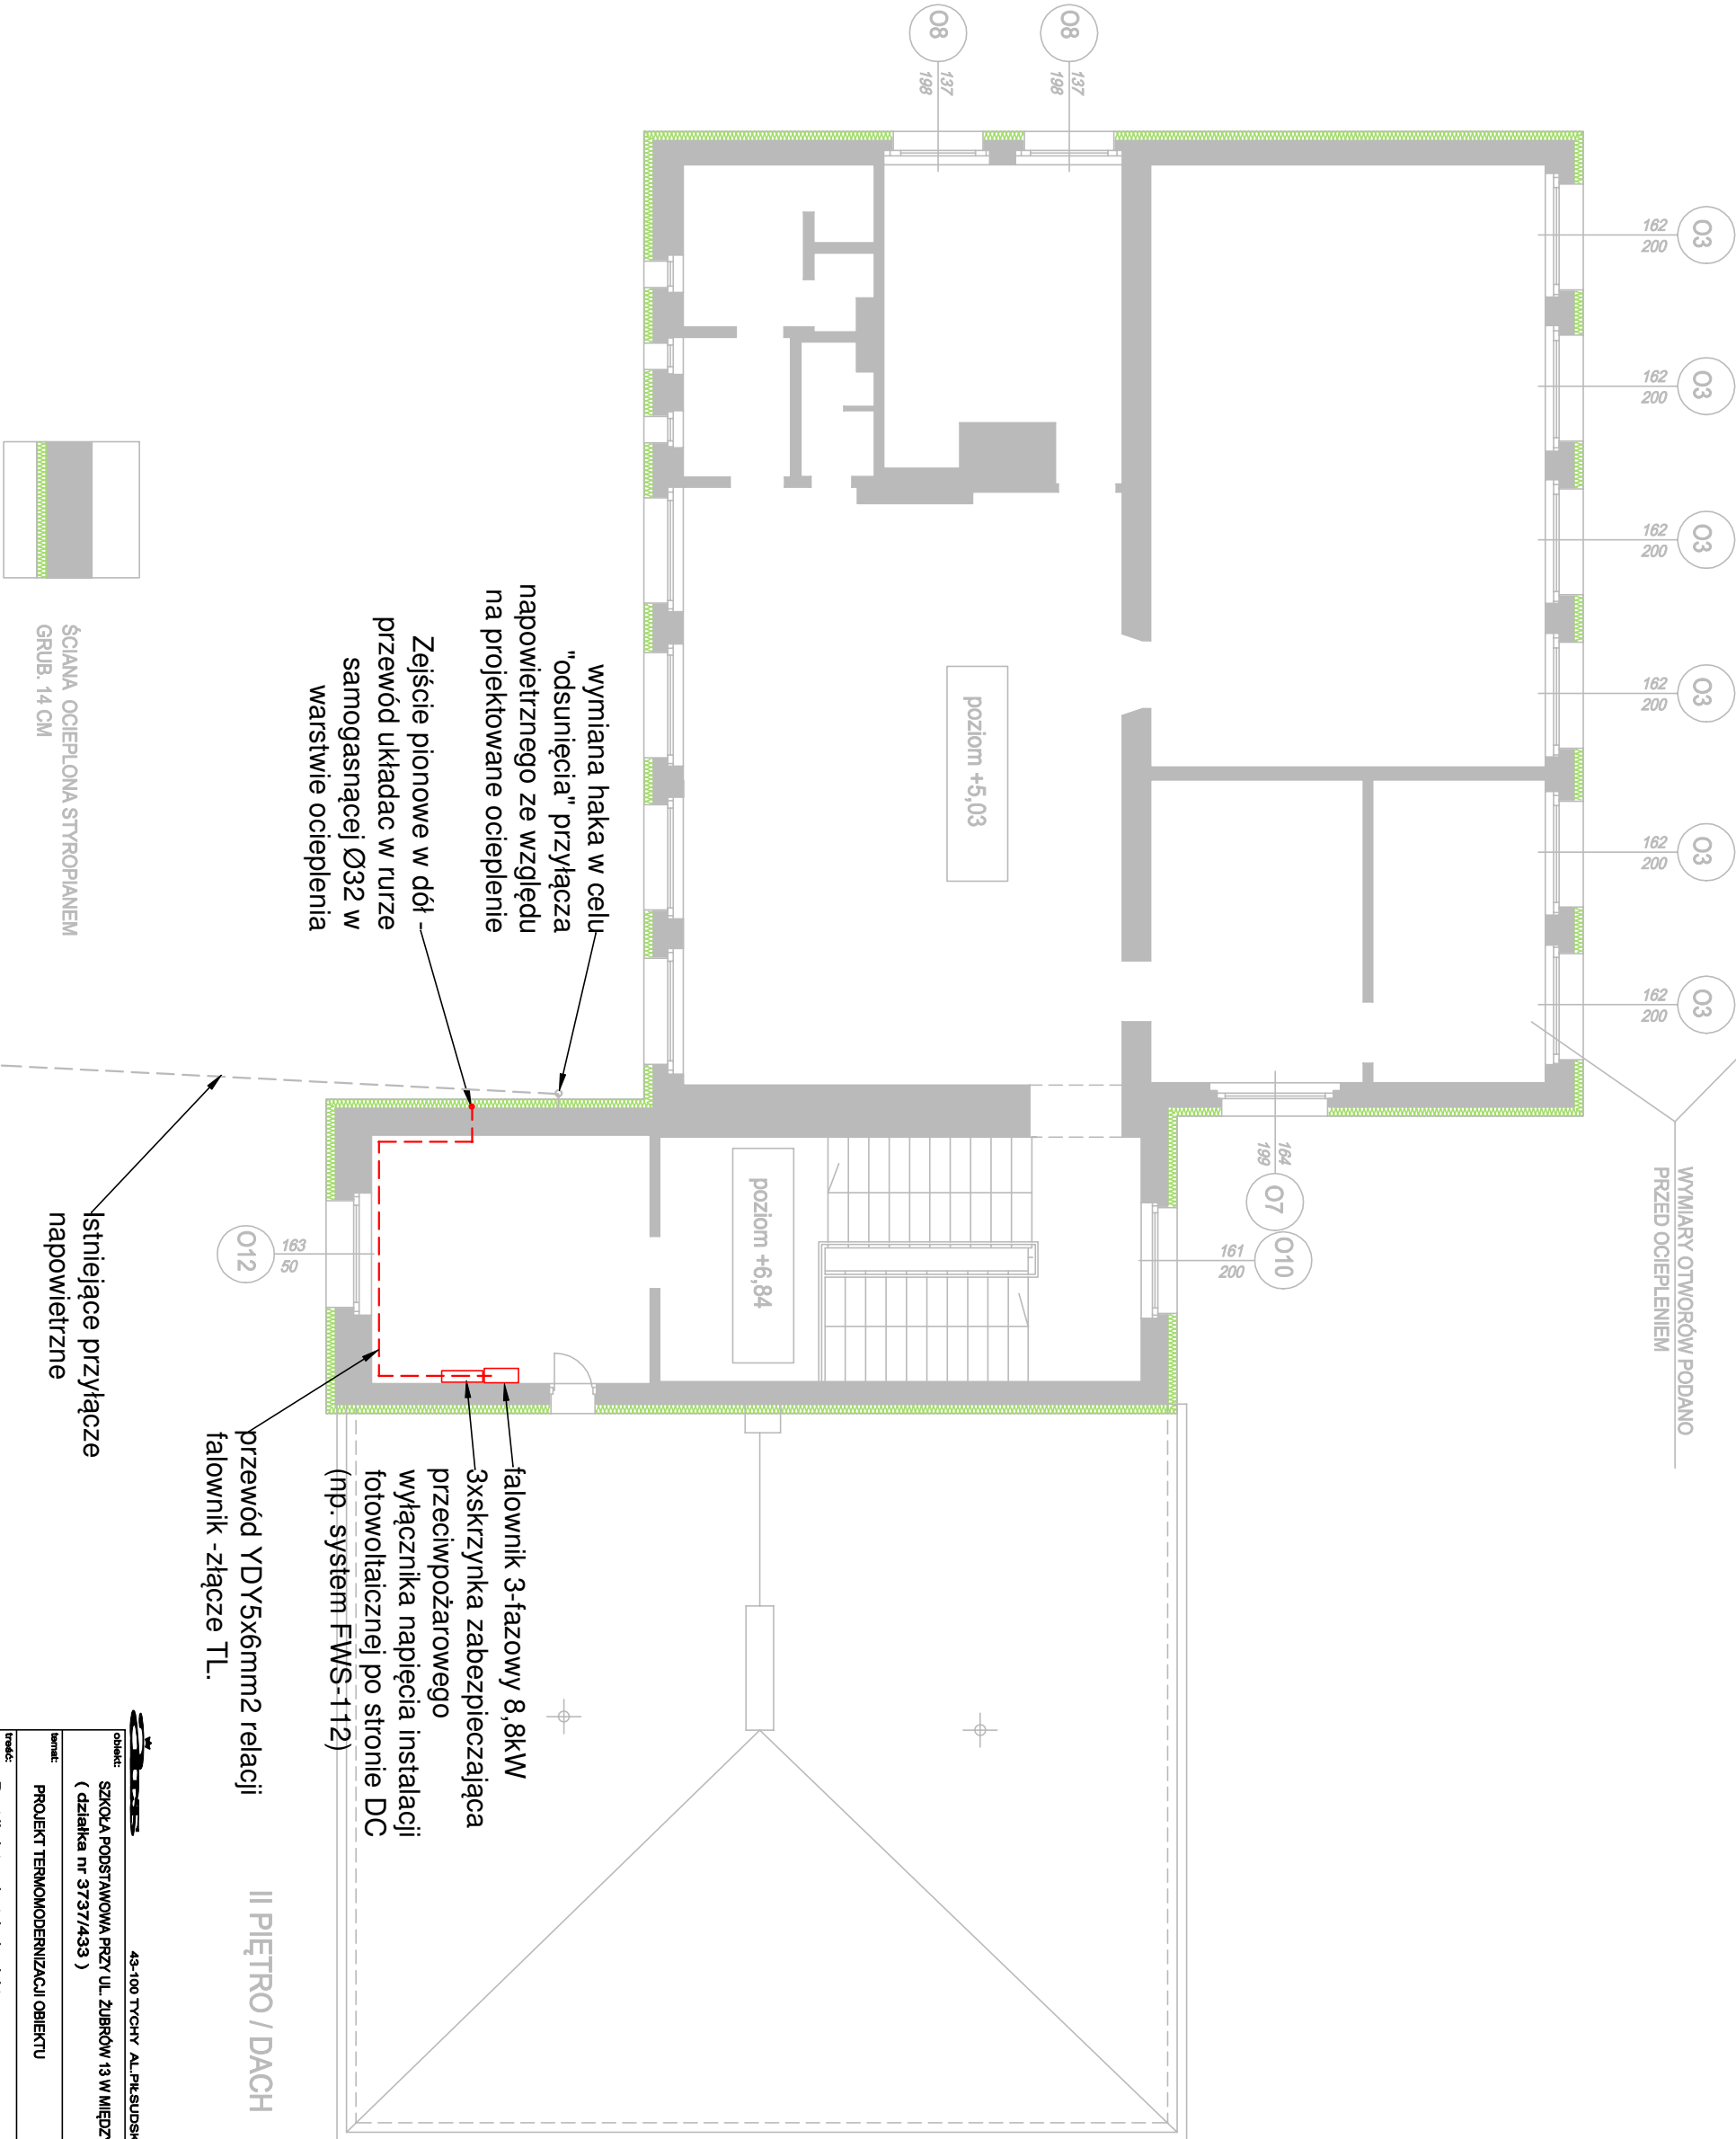 O8
137
198
O8
137
198
O3
162
200
O3
162
200
O3
162
200
O3
162
200
O3
162
200
O3
162
200
WYMIARY OTWORÓW PODANO
PRZED OCIEPLENIEM
164
199
O7
O10
161
200
poziom +5,03
poziom +6,84
O12
163
50
wymiana haka w celu
"odsunięcia" przyłącza
napowietrznego ze względu
na projektowane ocieplenie
Zejście pionowe w dół -
przewód układac w rurze
samogasnącej Ø32 w
warstwie ocieplenia
ŚCIANA OCIEPLONA STYROPIANEM
GRUB. 14 CM
Istniejące przyłącze
napowietrzne
falownik 3-fazowy 8,8kW
3xskrzynka zabezpieczająca
przeciwpożarowego
wyłącznika napięcia instalacji
fotowoltaicznej po stronie DC
(np. system FWS-112)
przewód YDY5x6mm2 relacji
falownik -złącze TL.
II PIĘTRO / DACH
43-100 TYCHY AL.PIŁSUDSK
obiekt:
SZKOŁA PODSTAWOWA PRZY UL. ŻUBRÓW 13 W MIĘDZY
( działka nr 3737/433 )
temat:
PROJEKT TERMOMODERNIZACJI OBIEKTU
treść: